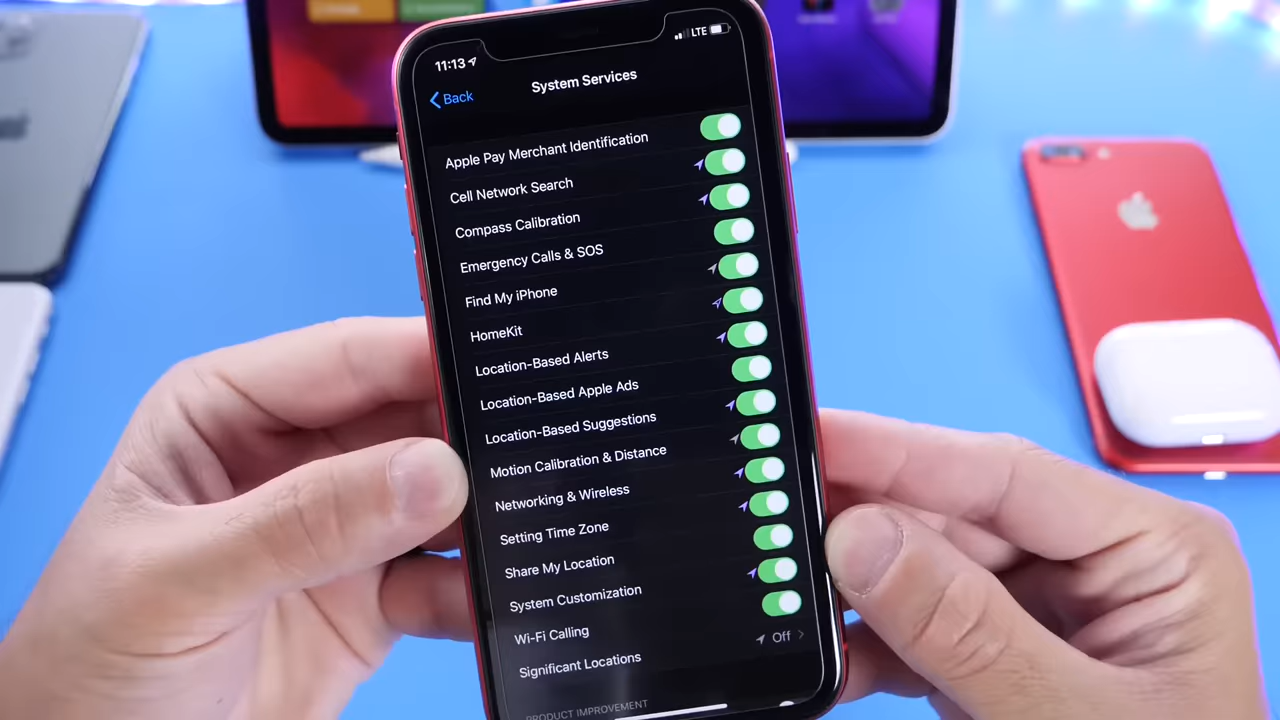 11:13
LTE
Back
System Services
Apple Pay Merchant Identification
Cell Network Search
Compass Calibration
Emergency Calls & SOS
Find My iPhone
HomeKit
Location-Based Alerts
Location-Based Apple Ads
Location-Based Suggestions
Motion Calibration & Distance
Networking & Wireless
Setting Time Zone
Share My Location
System Customization
Wi-Fi Calling
Significant Locations Off
PRODUCT IMPROVEMENT